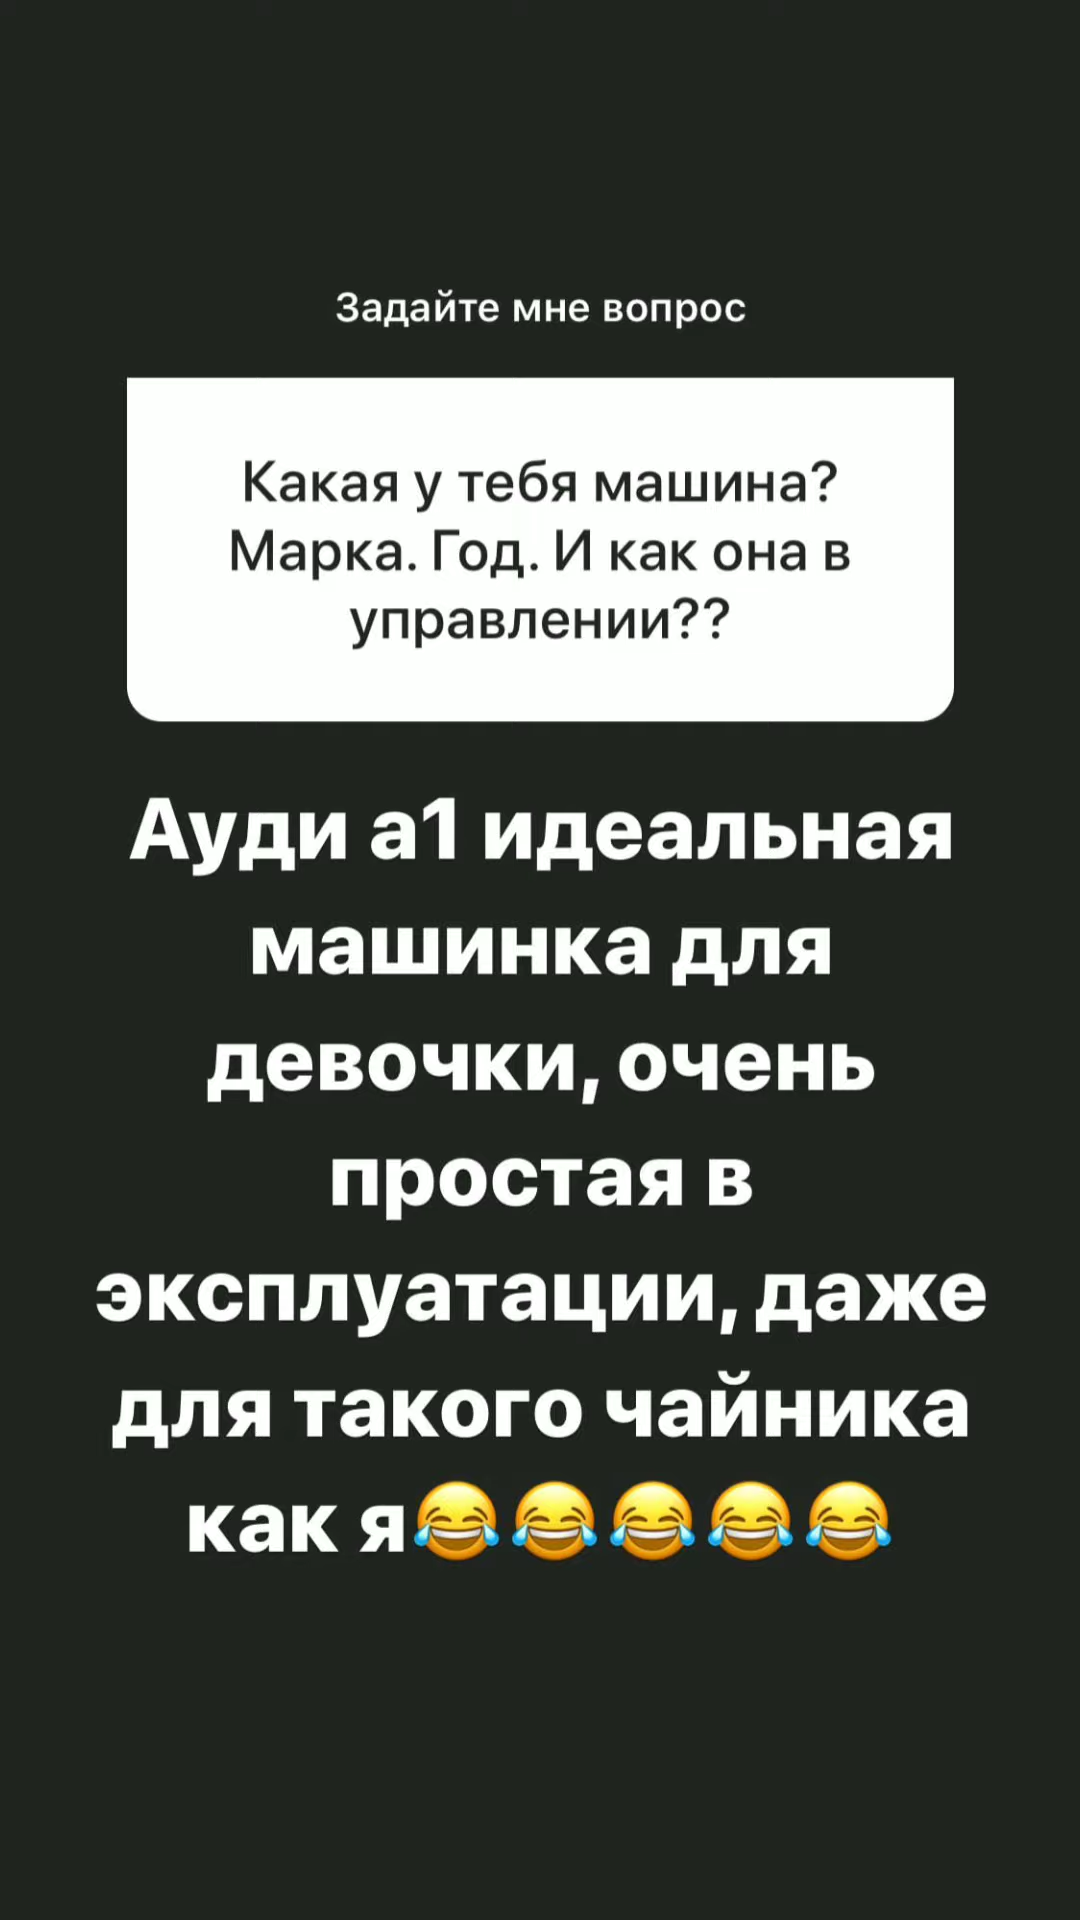 Задайте мне вопрос
Какая у тебя машина?
Марка. Год. И как она в
управлении??
Ауди а1 идеальная
машинка для
девочки, очень
простая в
эксплуатации, даже
для такого чайника
как я😂😂😂😂😂